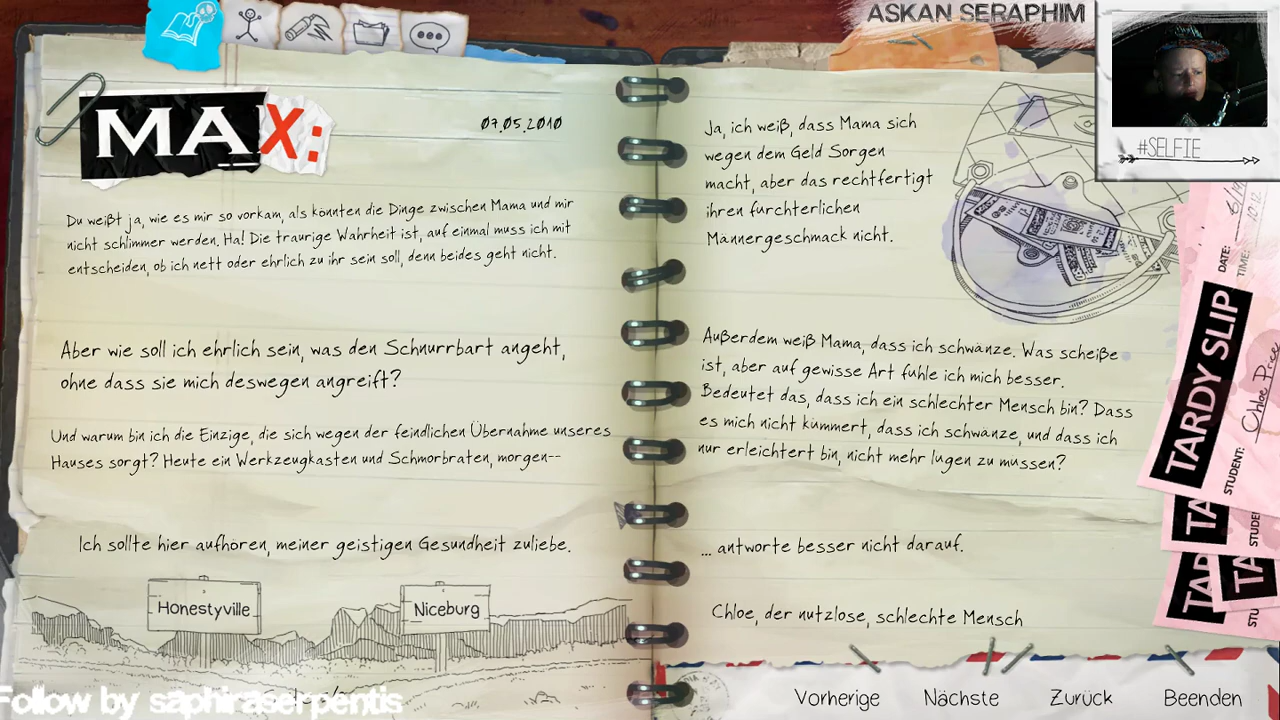 ASKAN SERAPHIM
#SELFIE
MAX:
07.05.2010
Du weißt ja, wie es mir so vorkam, als könnten die Dinge zwischen Mama und mir
nicht schlimmer werden. Ha! Die traurige Wahrheit ist, auf einmal muss ich mit
entscheiden, ob ich nett oder ehrlich zu ihr sein soll, denn beides geht nicht.
Aber wie soll ich ehrlich sein, was den Schnurrbart angeht,
ohne dass sie mich deswegen angreift?
Und warum bin ich die Einzige, die sich wegen der feindlichen Übernahme unseres
Hauses sorgt? Heute ein Werkzeugkasten und Schmorbraten, morgen--
Ich sollte hier aufhören, meiner geistigen Gesundheit zuliebe.
Honestyville
Niceburg
Follow by saphiraserpentis
Ja, ich weiß, dass Mama sich
wegen dem Geld Sorgen
macht, aber das rechtfertigt
ihren fürchterlichen
Männergeschmack nicht.
Außerdem weiß Mama, dass ich schwänze. Was scheiße
ist, aber auf gewisse Art fühle ich mich besser.
Bedeutet das, dass ich ein schlechter Mensch bin? Dass
es mich nicht kümmert, dass ich schwänze, und dass ich
nur erleichtert bin, nicht mehr lügen zu müssen?
... antworte besser nicht darauf.
Chloe, der nutzlose, schlechte Mensch
TARDY SLIP
DATE:
TIME:
STUDENT: Chloe Price
Vorherige
Nächste
Zurück
Beenden